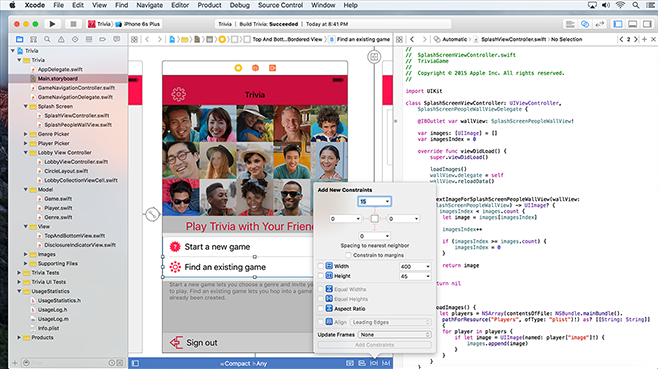 Xcode File Edit View Find Navigate Editor Product Debug Source Control Window Help
Trivia iPhone 6s Plus Trivia Build Trivia: Succeeded Today at 8:41 PM
Top And Bott...Bordered View Find an existing game Automatic SplashViewController.swift No Selection 2
Trivia
Trivia
AppDelegate.swift
Main.storyboard
GameNavigationController.swift
GameNavigationDelegate.swift
Splash Screen
SplashViewController.swift
SplashPeopleWallView.swift
Genre Picker
Player Picker
Lobby View Controller
LobbyViewController.swift
CircleLayout.swift
LobbyCollectionViewCell.swift
Model
Game.swift
Player.swift
Genre.swift
View
TopAndBottomView.swift
DisclosureIndicatorView.swift
Images
Supporting Files
Trivia Tests
Trivia UI Tests
UsageStatistics
UsageStatistics.h
UsageLog.h
UsageLog.m
Info.plist
Products
Trivia
Play Trivia with Your Frien
Start a new game
Find an existing game
Start a new game lets you choose a genre and invite y
to play. Find an existing game lets you hop into a game
already been created.
Sign out
wCompact hAny
Add New Constraints
15
0 0
0
Spacing to nearest neighbor
Constrain to margins
Width 400
Height 45
Equal Widths
Equal Heights
Aspect Ratio
Align Leading Edges
Update Frames None
Add Constraints
//
// SplashScreenViewController.swift
// TriviaGame
//
// Copyright © 2015 Apple Inc. All rights reserved.
//
import UIKit
class SplashScreenViewController: UIViewController,
SplashScreenPeopleWallViewDelegate {
@IBOutlet var wallView: SplashScreenPeopleWallView!
var images: [UIImage] = []
var imagesIndex = 0
override func viewDidLoad() {
super.viewDidLoad()
loadImages()
wallView.delegate = self
wallView.reloadData()
extImageForSplashScreenPeopleWallView(wallView:
SplashScreenPeopleWallView) -> UIImage? {
imagesIndex < images.count {
let image = images[imagesIndex]
imagesIndex++
if (imagesIndex >= images.count) {
imagesIndex = 0
}
return image
return nil
loadImages() {
let players = NSArray(contentsOfFile: NSBundle.mainBundle().
pathForResource("Players", ofType: "plist")!) as? [[String: String]]
for player in players {
if let image = UIImage(named: player["image"]!) {
images.append(image)
}